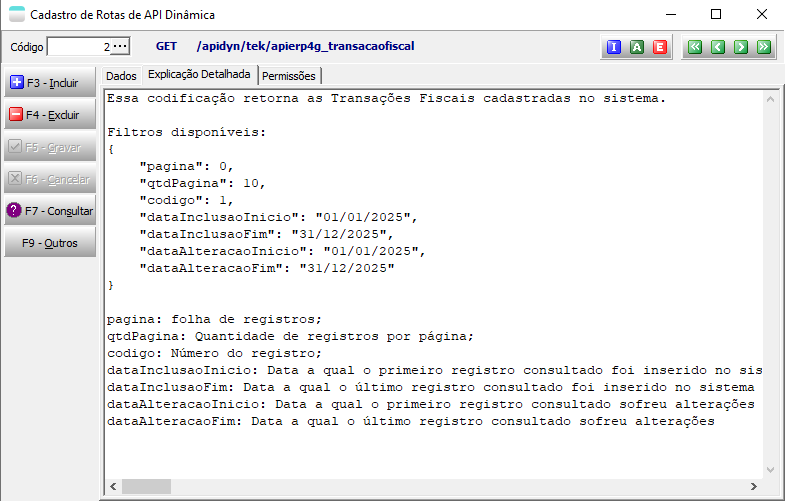 Cadastro de Rotas de API Dinâmica
Código 2 ... GET /apidyn/tek/apierp4g_transacaofiscal I A E
F3 - Incluir
F4 - Excluir
F5 - Gravar
F6 - Cancelar
F7 - Consultar
F9 - Outros
Dados Explicação Detalhada Permissões
Essa codificação retorna as Transações Fiscais cadastradas no sistema.
Filtros disponíveis:
{
"pagina": 0,
"qtdPagina": 10,
"codigo": 1,
"dataInclusaoInicio": "01/01/2025",
"dataInclusaoFim": "31/12/2025",
"dataAlteracaoInicio": "01/01/2025",
"dataAlteracaoFim": "31/12/2025"
}
pagina: folha de registros;
qtdPagina: Quantidade de registros por página;
codigo: Número do registro;
dataInclusaoInicio: Data a qual o primeiro registro consultado foi inserido no sis
dataInclusaoFim: Data a qual o último registro consultado foi inserido no sistema
dataAlteracaoInicio: Data a qual o primeiro registro consultado sofreu alterações
dataAlteracaoFim: Data a qual o último registro consultado sofreu alterações